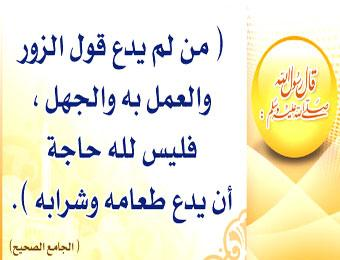 قال رسول الله
صلى الله عليه وسلم :
( من لم يدع قول الزور
والعمل به والجهل ،
فليس لله حاجة
أن يدع طعامه وشرابه ).
( الجامع الصحيح)